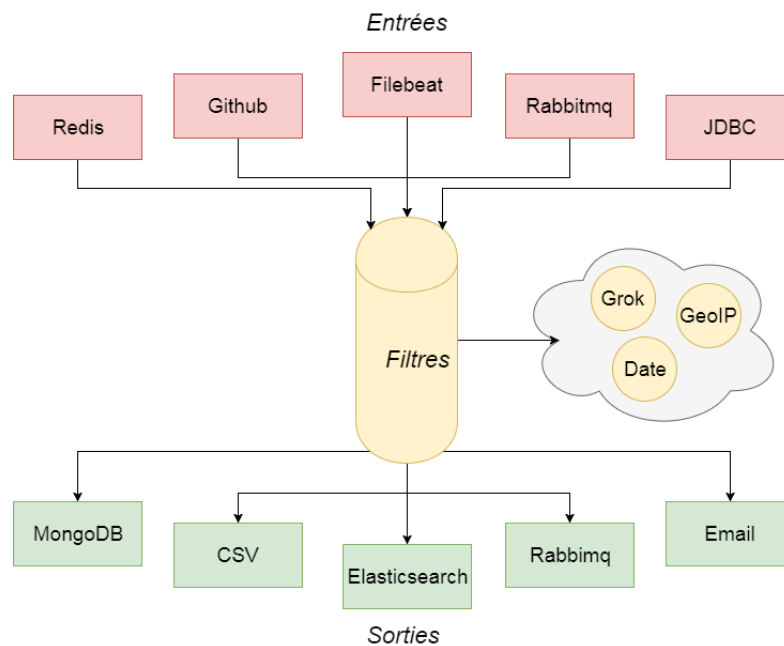 Entrées
Redis
Github
Filebeat
Rabbitmq
JDBC
Filtres
Grok
GeoIP
Date
MongoDB
CSV
Elasticsearch
Rabbimq
Email
Sorties